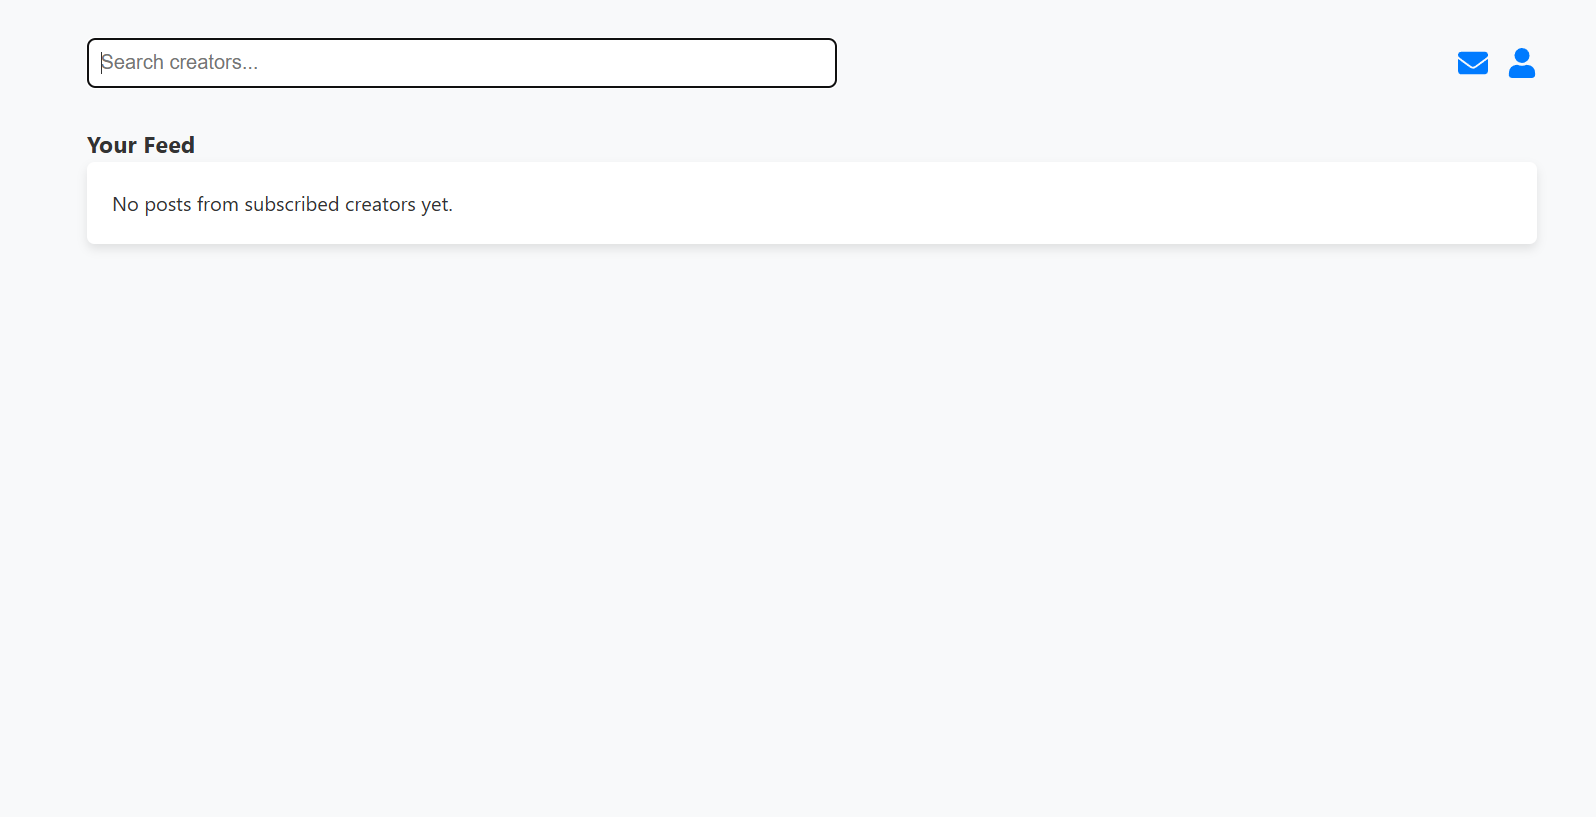 Search creators...
Your Feed
No posts from subscribed creators yet.